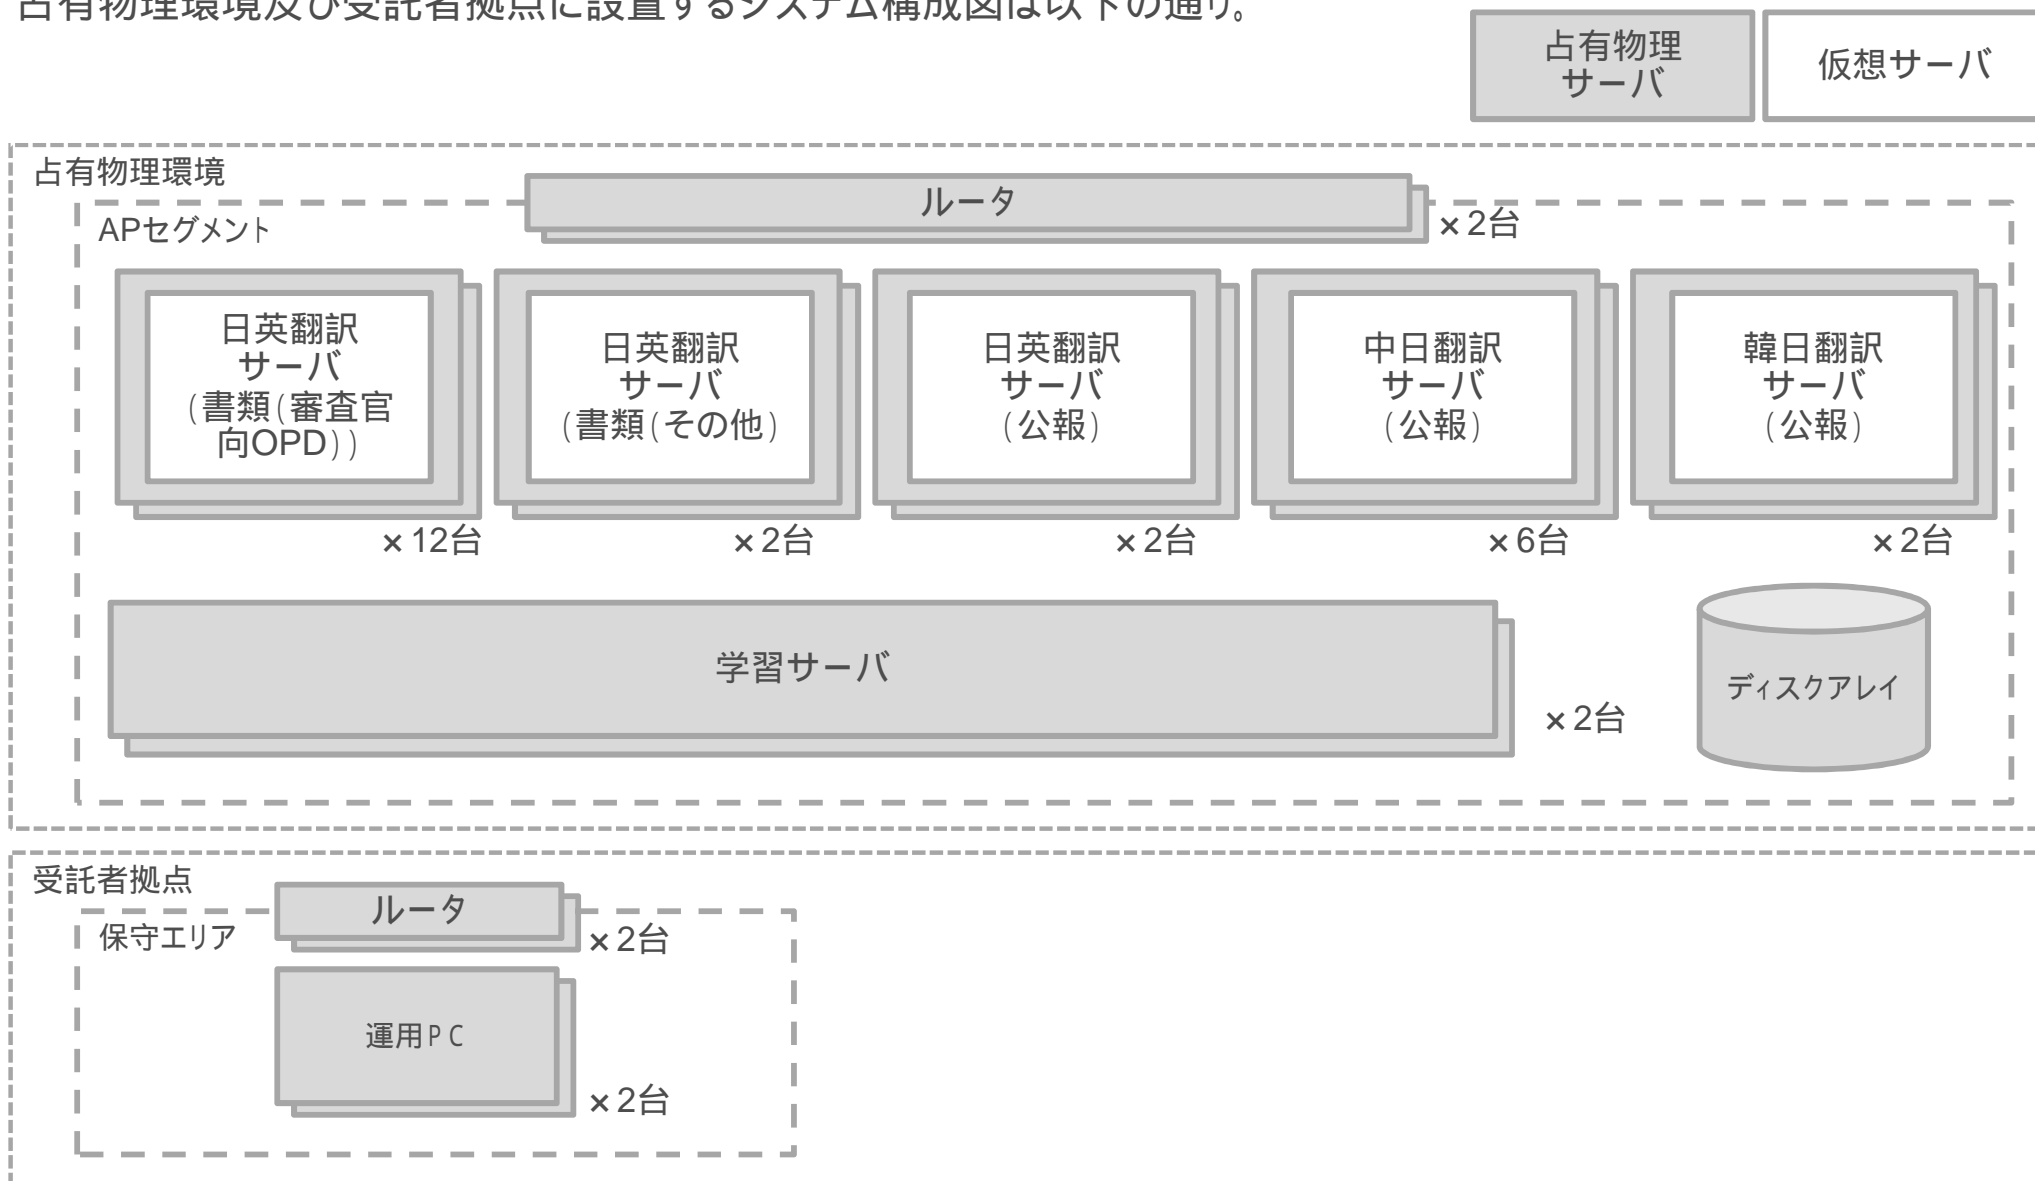 占有物理環境及び受託者拠点に設置するシステム構成図は以下の通り。
占有物理
サーバ
仮想サーバ
占有物理環境
ルータ
×2台
APセグメント
日英翻訳
サーバ
(書類(審査官
向OPD))
×12台
日英翻訳
サーバ
(書類(その他)
×2台
日英翻訳
サーバ
(公報)
×2台
中日翻訳
サーバ
(公報)
×6台
韓日翻訳
サーバ
(公報)
×2台
学習サーバ
×2台
ディスクアレイ
受託者拠点
ルータ
×2台
保守エリア
運用PC
×2台